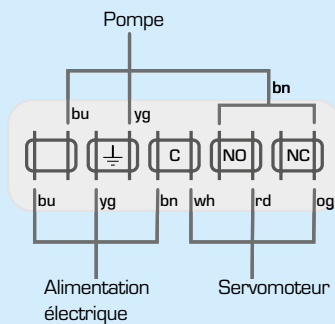 Pompe
bn
bu yg
C NO NC
bu yg bn wh rd og
Alimentation
électrique
Servomoteur